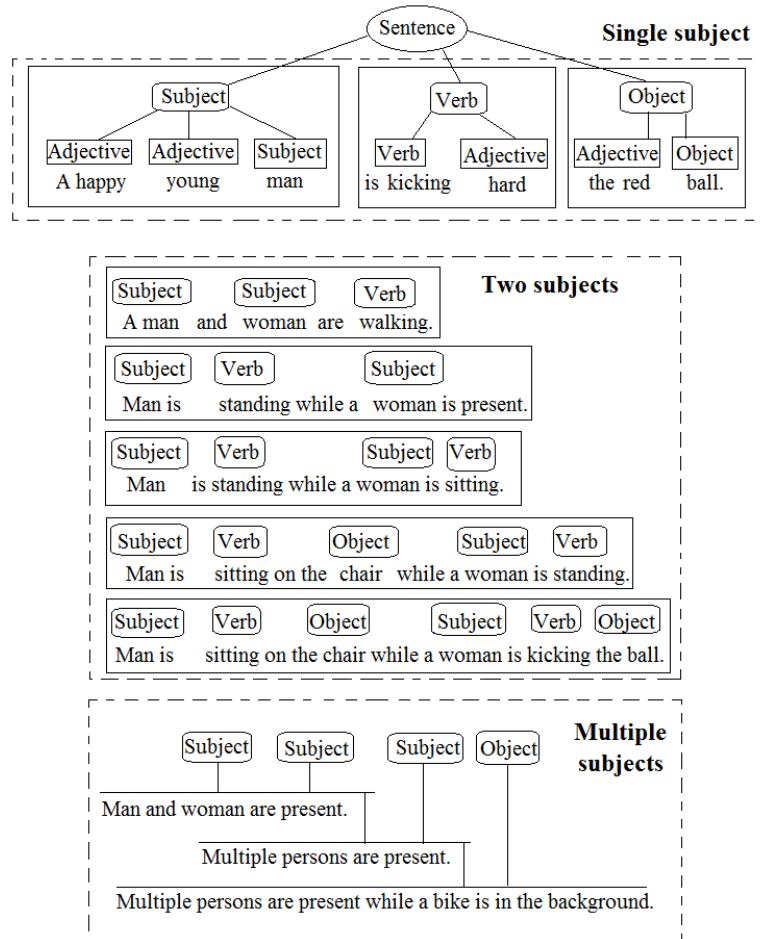 Sentence
Single subject
Subject Verb Object
Adjective Adjective Subject Verb Adjective Adjective Object
A happy young man is kicking hard the red ball.
Two subjects
Subject Subject Verb
A man and woman are walking.
Subject Verb Subject
Man is standing while a woman is present.
Subject Verb Subject Verb
Man is standing while a woman is sitting.
Subject Verb Object Subject Verb
Man is sitting on the chair while a woman is standing.
Subject Verb Object Subject Verb Object
Man is sitting on the chair while a woman is kicking the ball.
Multiple
subjects
Subject Subject Subject Object
Man and woman are present.
Multiple persons are present.
Multiple persons are present while a bike is in the background.